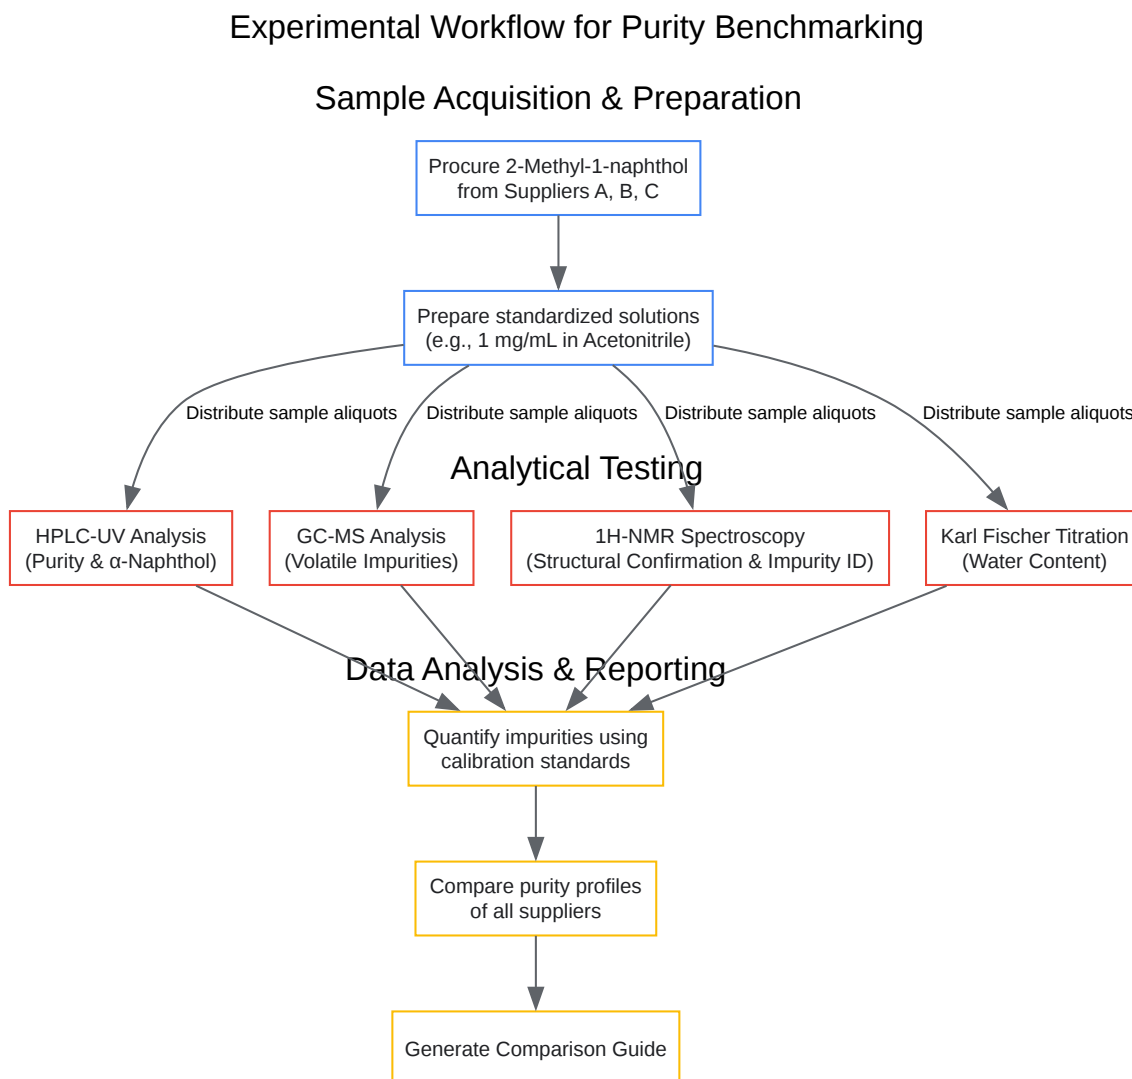 Experimental Workflow for Purity Benchmarking
Sample Acquisition & Preparation
Procure 2-Methyl-1-naphthol
from Suppliers A, B, C
Prepare standardized solutions
(e.g., 1 mg/mL in Acetonitrile)
Distribute sample aliquots
Distribute sample aliquots
Distribute sample aliquots
Distribute sample aliquots
Analytical Testing
HPLC-UV Analysis
(Purity & α-Naphthol)
GC-MS Analysis
(Volatile Impurities)
1H-NMR Spectroscopy
(Structural Confirmation & Impurity ID)
Karl Fischer Titration
(Water Content)
Data Analysis & Reporting
Quantify impurities using
calibration standards
Compare purity profiles
of all suppliers
Generate Comparison Guide